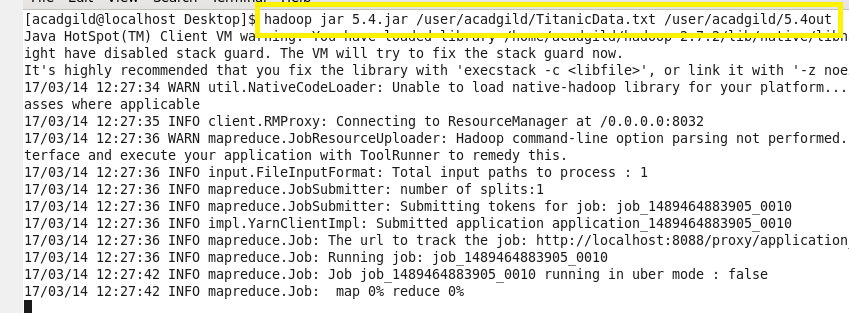 [acadgild@localhost Desktop]$ hadoop jar 5.4.jar /user/acadgild/TitanicData.txt /user/acadgild/5.4out
Java HotSpot(TM) Client VM warning: You have loaded library /home/acadgild/hadoop-2.7.2/lib/native/libh
ight have disabled stack guard. The VM will try to fix the stack guard now.
It's highly recommended that you fix the library with 'execstack -c <libfile>', or link it with '-z noe
17/03/14 12:27:34 WARN util.NativeCodeLoader: Unable to load native-hadoop library for your platform...
asses where applicable
17/03/14 12:27:35 INFO client.RMProxy: Connecting to ResourceManager at /0.0.0.0:8032
17/03/14 12:27:36 WARN mapreduce.JobResourceUploader: Hadoop command-line option parsing not performed.
terface and execute your application with ToolRunner to remedy this.
17/03/14 12:27:36 INFO input.FileInputFormat: Total input paths to process : 1
17/03/14 12:27:36 INFO mapreduce.JobSubmitter: number of splits:1
17/03/14 12:27:36 INFO mapreduce.JobSubmitter: Submitting tokens for job: job_1489464883905_0010
17/03/14 12:27:36 INFO impl.YarnClientImpl: Submitted application application_1489464883905_0010
17/03/14 12:27:36 INFO mapreduce.Job: The url to track the job: http://localhost:8088/proxy/application_
17/03/14 12:27:36 INFO mapreduce.Job: Running job: job_1489464883905_0010
17/03/14 12:27:42 INFO mapreduce.Job: Job job_1489464883905_0010 running in uber mode : false
17/03/14 12:27:42 INFO mapreduce.Job:  map 0% reduce 0%